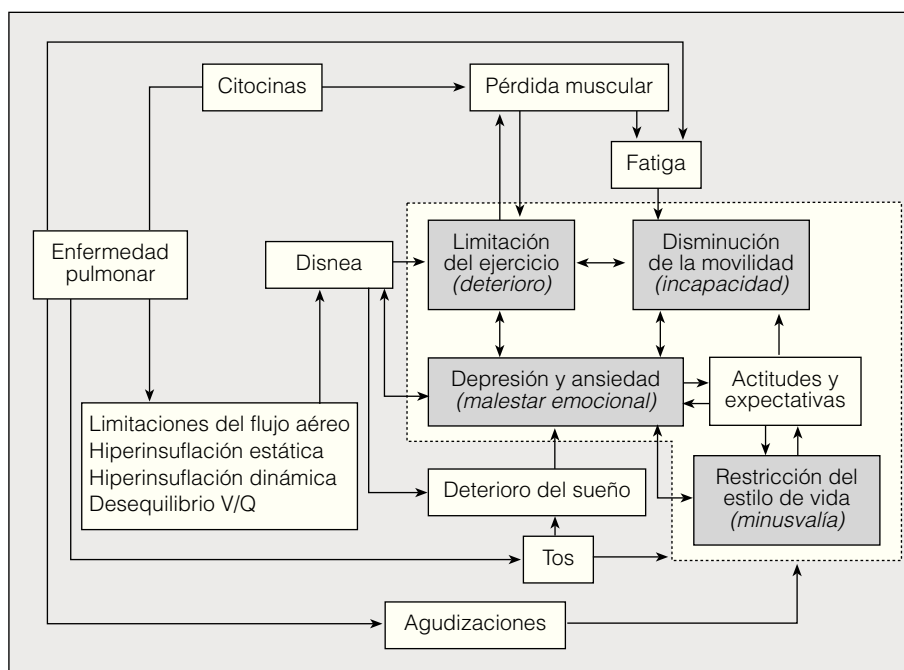 Citocinas
Pérdida muscular
Fatiga
Enfermedad
pulmonar
Disnea
Limitación
del ejercicio
(deterioro)
Disminución
de la movilidad
(incapacidad)
Depresión y ansiedad
(malestar emocional)
Actitudes y
expectativas
Limitaciones del flujo aéreo
Hiperinsuflación estática
Hiperinsuflación dinámica
Desequilibrio V/Q
Deterioro del sueño
Restricción del
estilo de vida
(minusvalía)
Tos
Agudizaciones